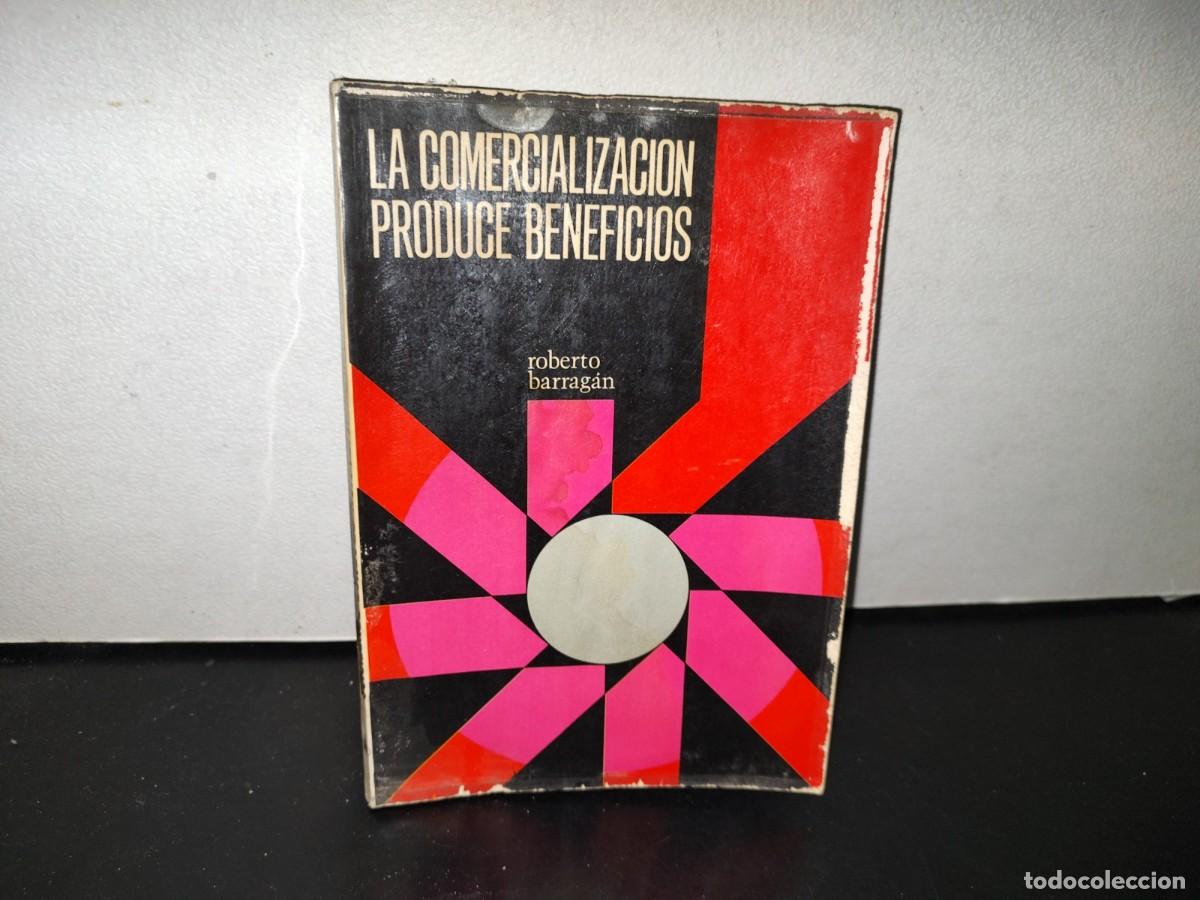 LA COMERCIALIZACION
PRODUCE BENEFICIOS
roberto
barragán
todocoleccion